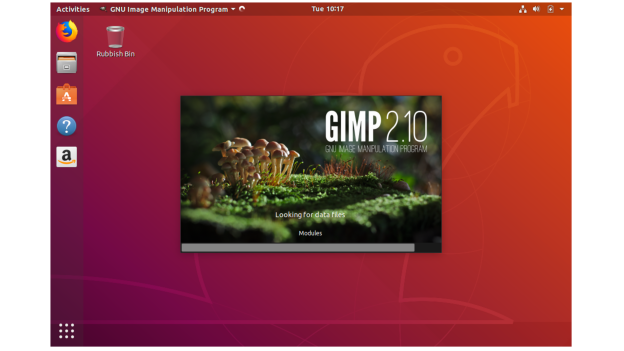 Activities GNU Image Manipulation Program Tue 10:17
Rubbish Bin
GIMP 2.10
GNU IMAGE MANIPULATION PROGRAM
Looking for data files
Modules